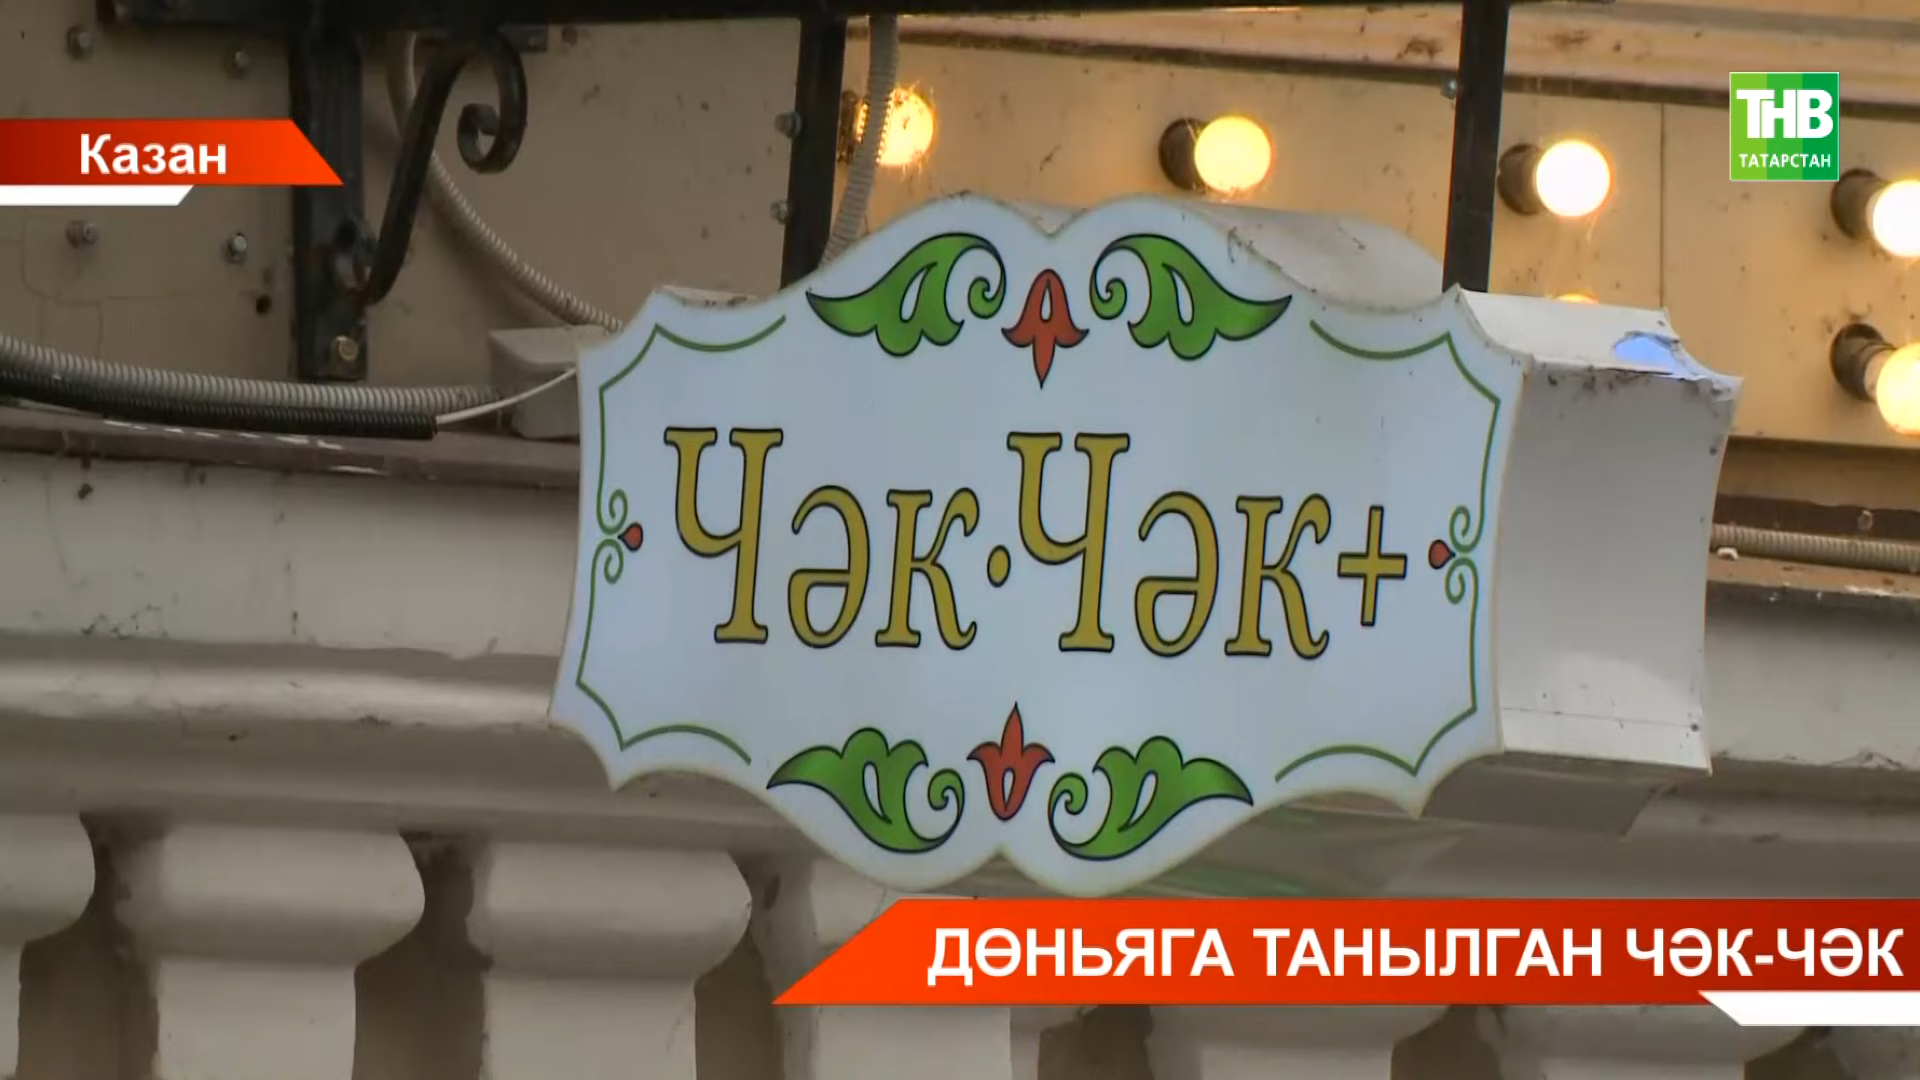 ТНВ
ТАТАРСТАН
Казан
Чәк•Чәк+
ДӨНЬЯГА ТАНЫЛГАН ЧӘК-ЧӘК